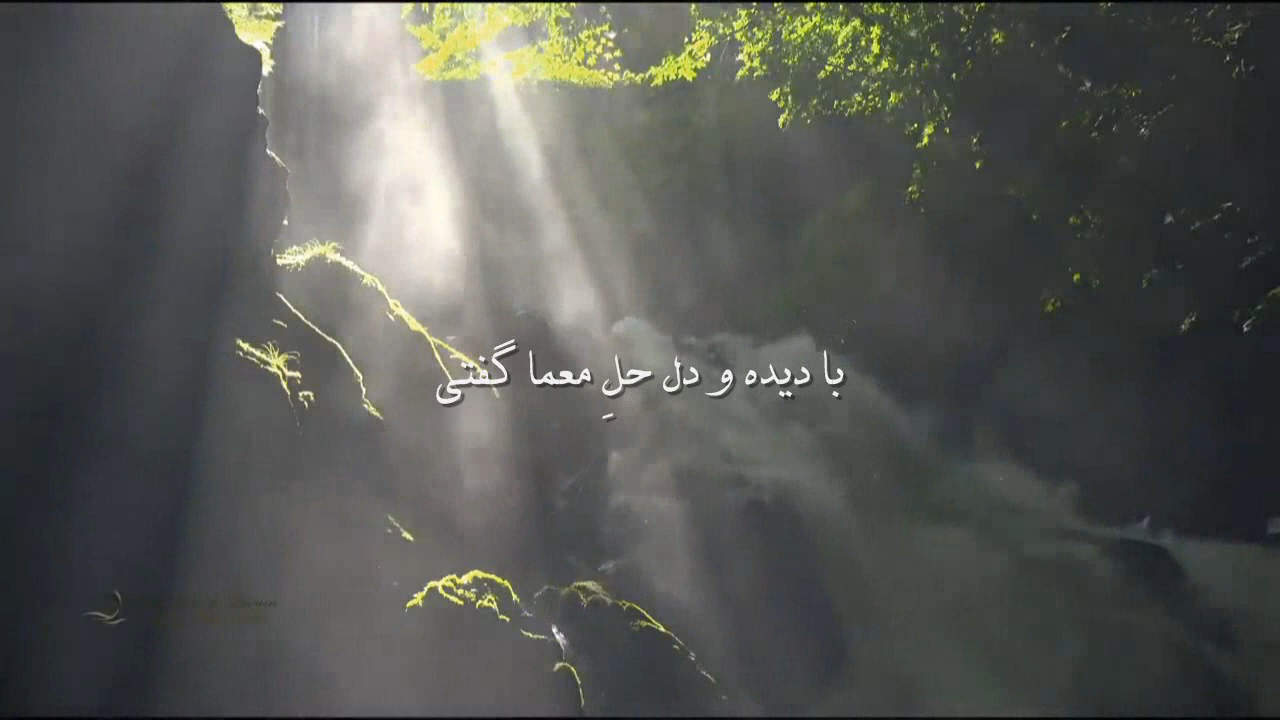 با دیده و دل حلِ معما گفتی